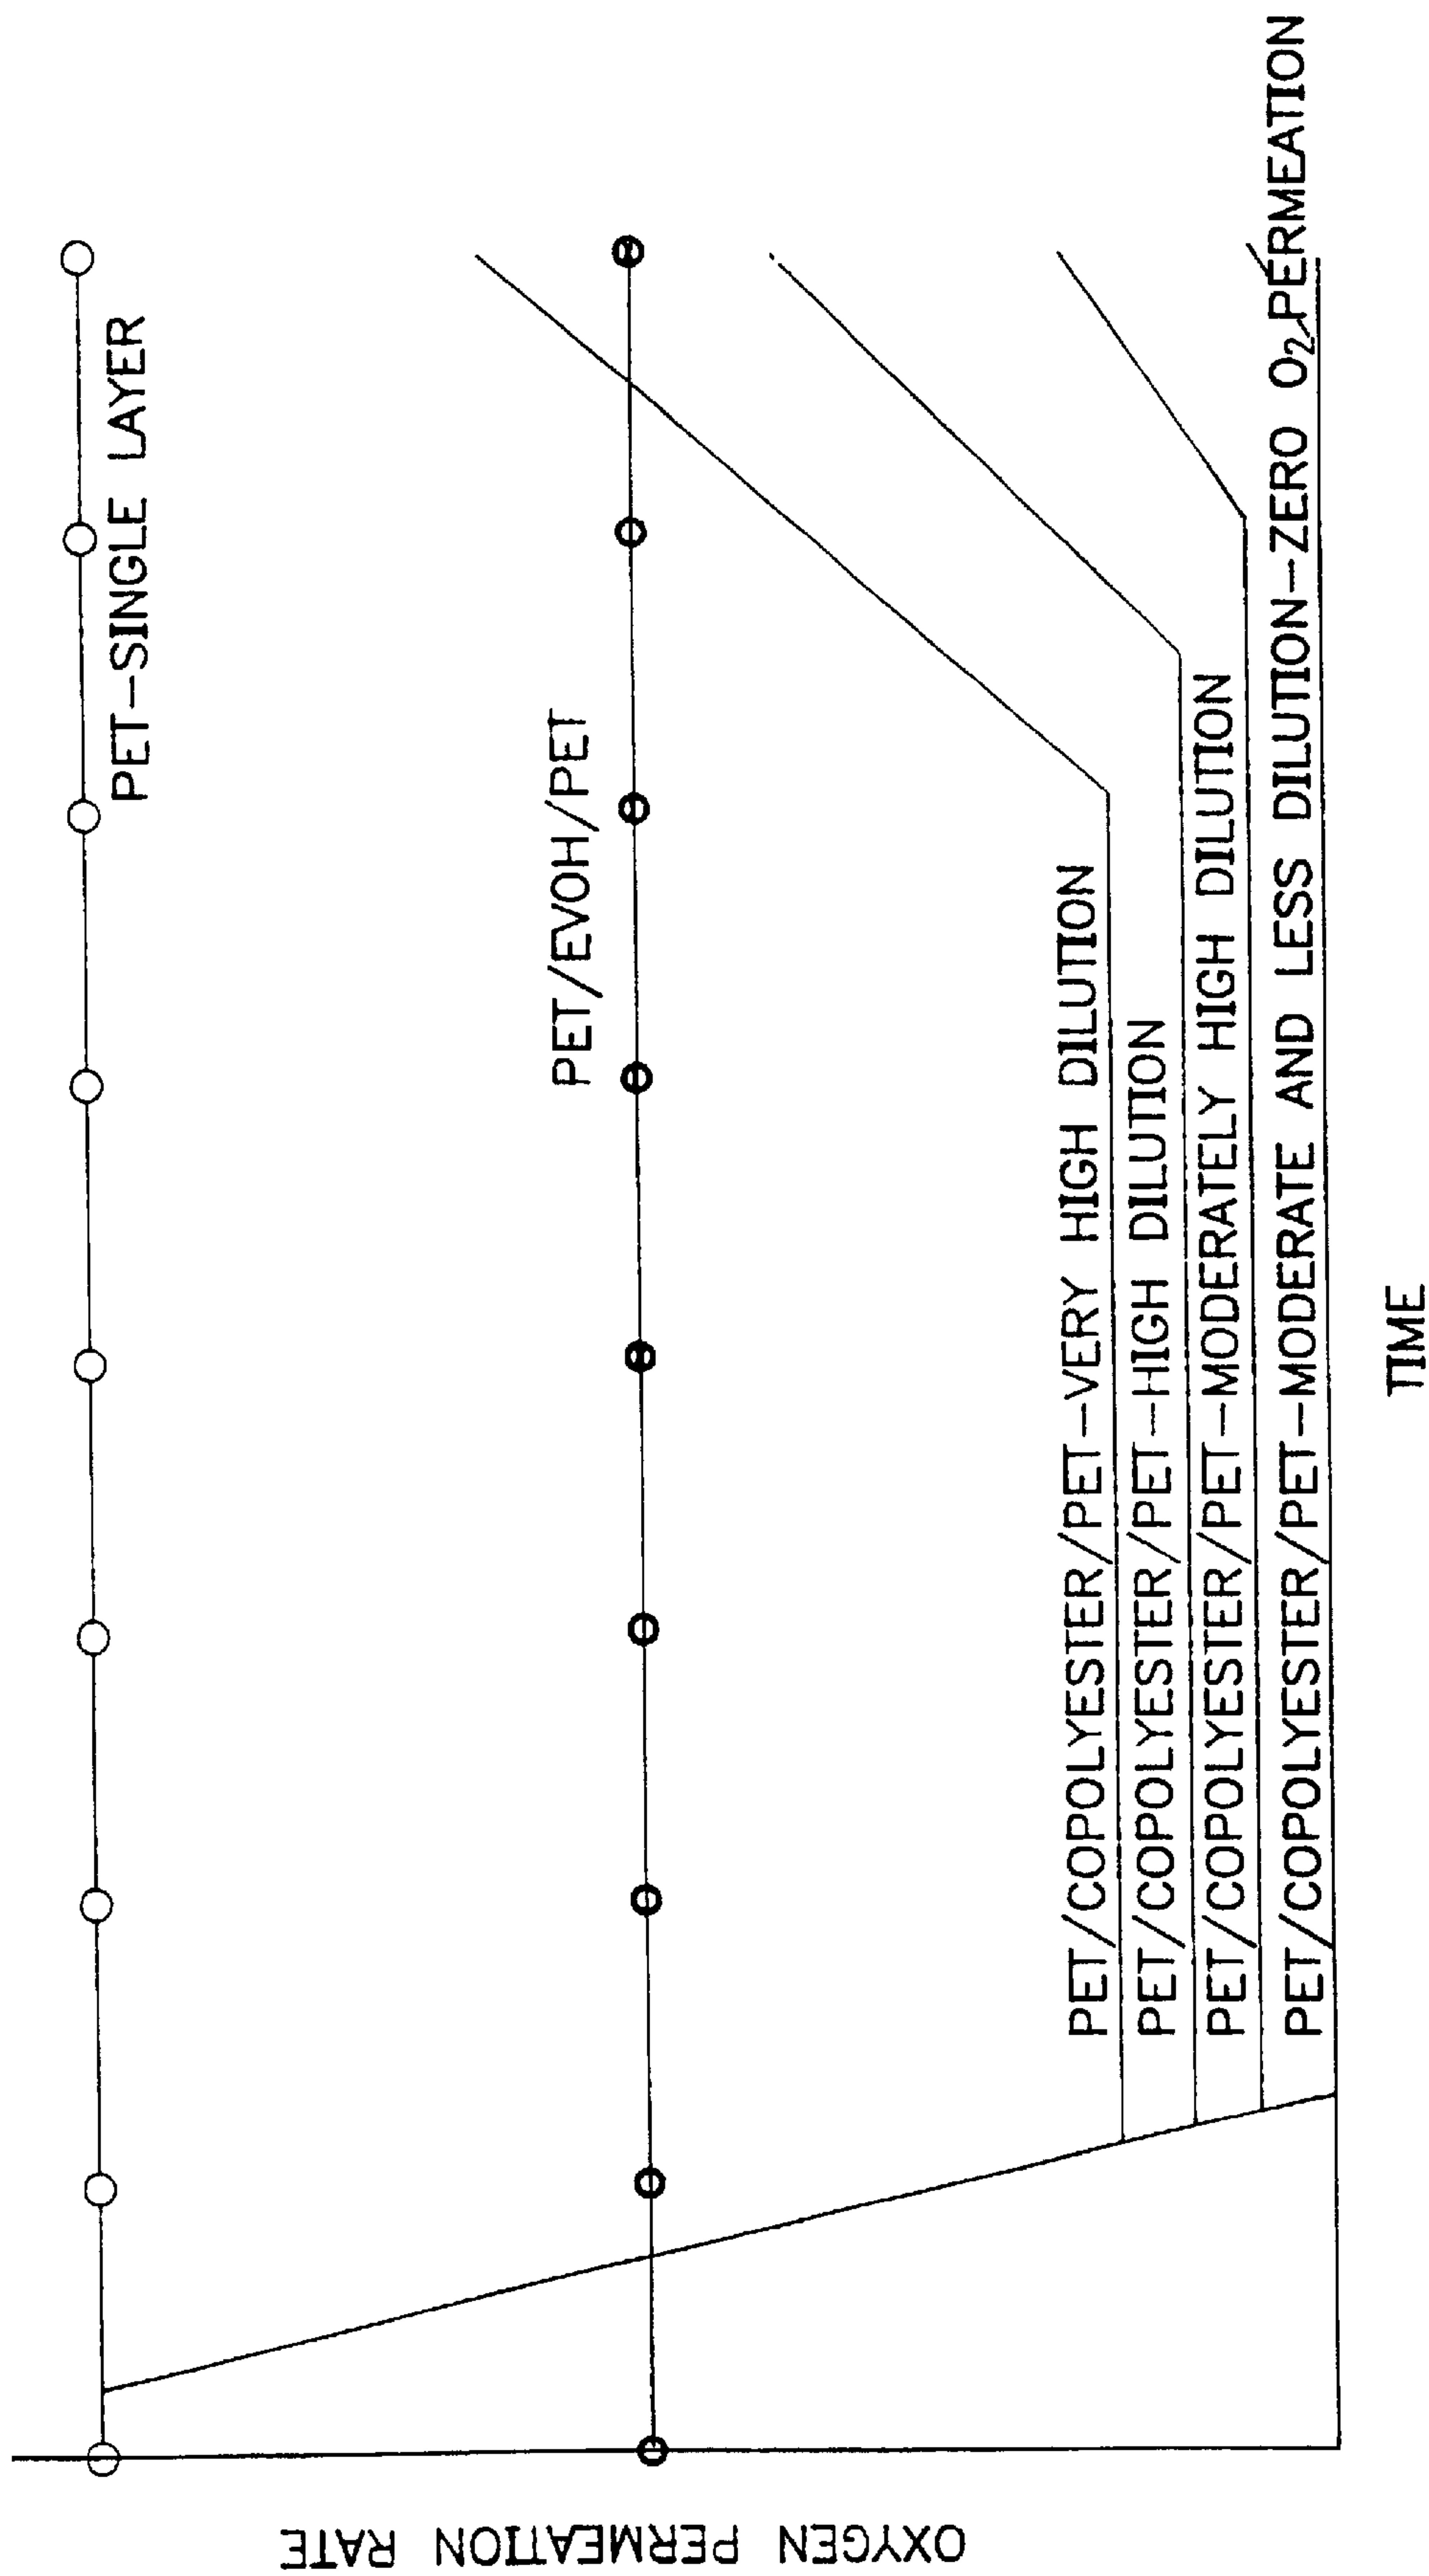 PET-SINGLE LAYER
PET/EVOH/PET
PET/COPOLYESTER/PET-VERY HIGH DILUTION
PET/COPOLYESTER/PET-HIGH DILUTION
PET/COPOLYESTER/PET-MODERATELY HIGH DILUTION
PET/COPOLYESTER/PET-MODERATE AND LESS DILUTION-ZERO O2 PERMEATION
TIME
OXYGEN PERMEATION RATE